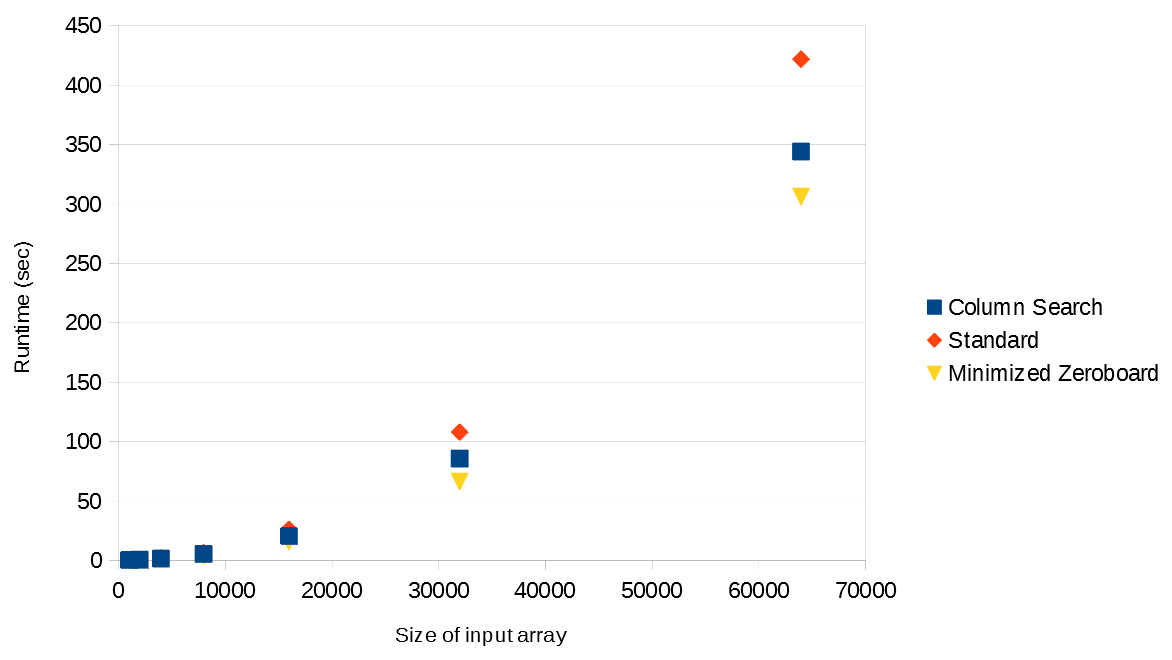 450
400
350
300
250
200
150
100
50
0
Runtime (sec)
0 10000 20000 30000 40000 50000 60000 70000
Size of input array
Column Search
Standard
Minimized Zeroboard